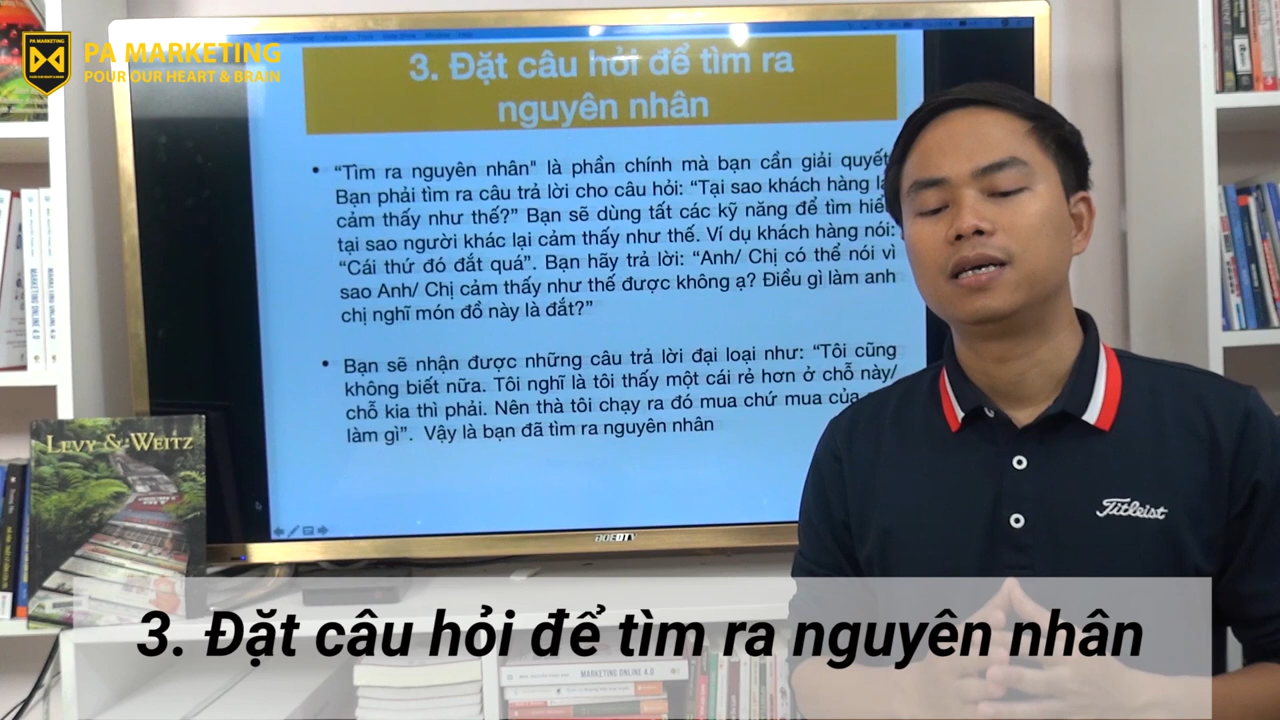 PA MARKETING
POUR OUR HEART & BRAIN
3. Đặt câu hỏi để tìm ra
nguyên nhân
• “Tìm ra nguyên nhân" là phần chính mà bạn cần giải quyết
Bạn phải tìm ra câu trả lời cho câu hỏi: “Tại sao khách hàng
cảm thấy như thế?” Bạn sẽ dùng tất các kỹ năng để tìm
tại sao người khác lại cảm thấy như thế. Ví dụ khách hàng nói:
“Cái thứ đó đắt quá”. Bạn hãy trả lời: “Anh/ Chị có thể nói vì
sao Anh/ Chị cảm thấy như thế được không ạ? Điều gì làm anh
chị nghĩ món đồ này là đắt?”
• Bạn sẽ nhận được những câu trả lời đại loại như: “Tôi cũng
không biết nữa. Tôi nghĩ là tôi thấy một cái rẻ hơn ở chỗ này/
chỗ kia thì phải. Nên thà tôi chạy ra đó mua chứ mua của
làm gì”. Vậy là bạn đã tìm ra nguyên nhân
LEVY & WEITZ
MARKETING ONLINE 4.0
Titleist
3. Đặt câu hỏi để tìm ra nguyên nhân
MARKETING ONLINE 4.0